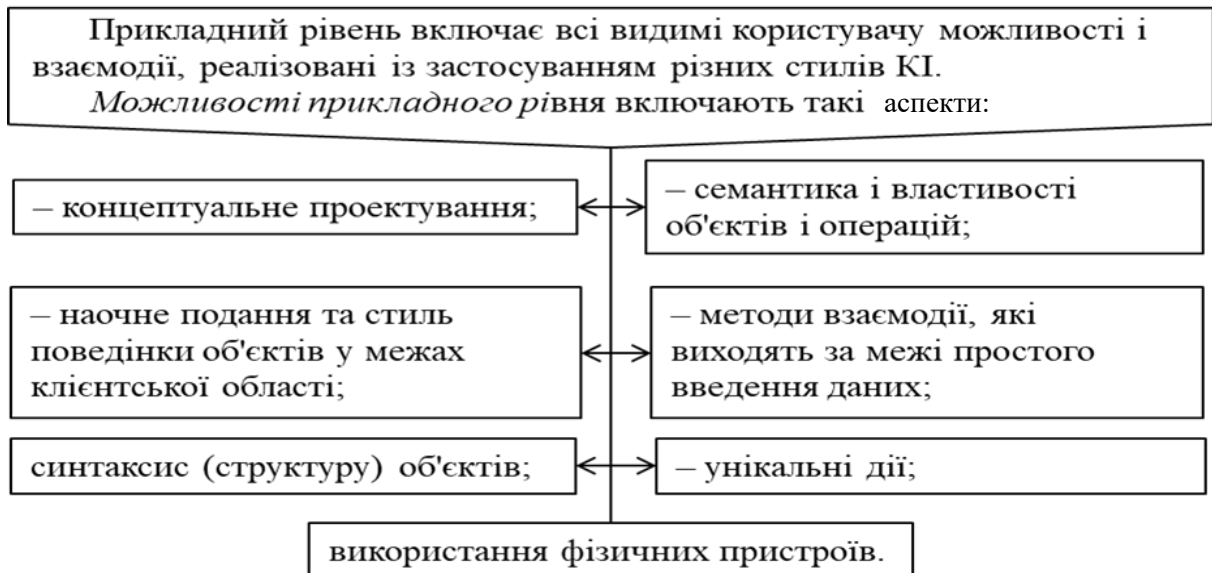 Прикладний рівень включає всі видимі користувачу можливості і
взаємодії, реалізовані із застосуванням різних стилів КІ.
Можливості прикладного рівня включають такі аспекти:
– концептуальне проектування;
– семантика і властивості
об'єктів і операцій;
– наочне подання та стиль
поведінки об'єктів у межах
клієнтської області;
– методи взаємодії, які
виходять за межі простого
введення даних;
синтаксис (структуру) об'єктів;
– унікальні дії;
використання фізичних пристроїв.